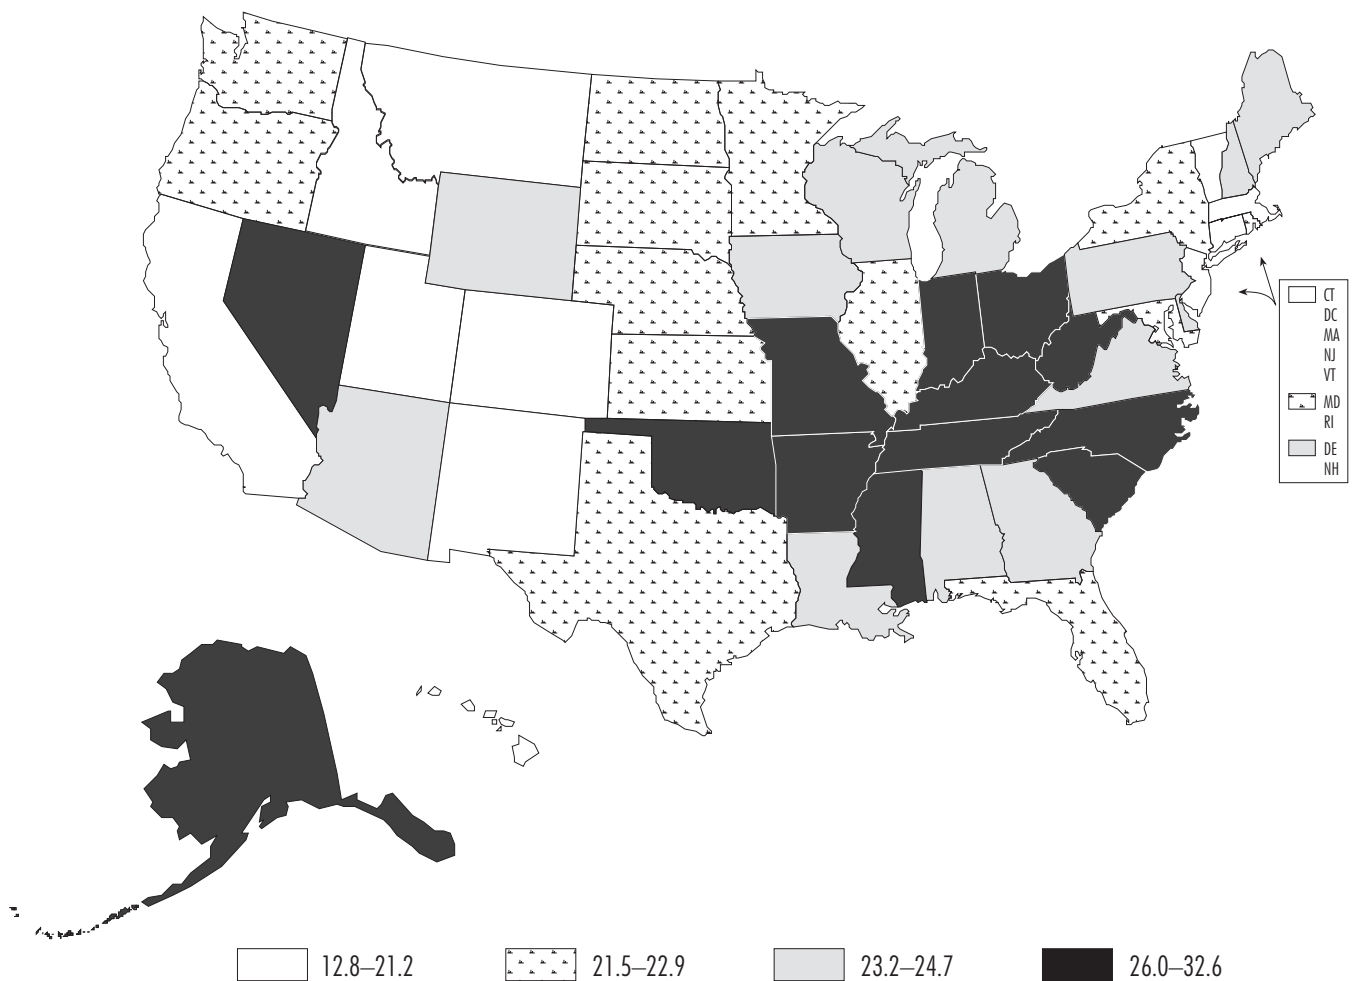 CT
DC
MA
NJ
VT
MD
RI
DE
NH
12.8–21.2
21.5–22.9
23.2–24.7
26.0–32.6